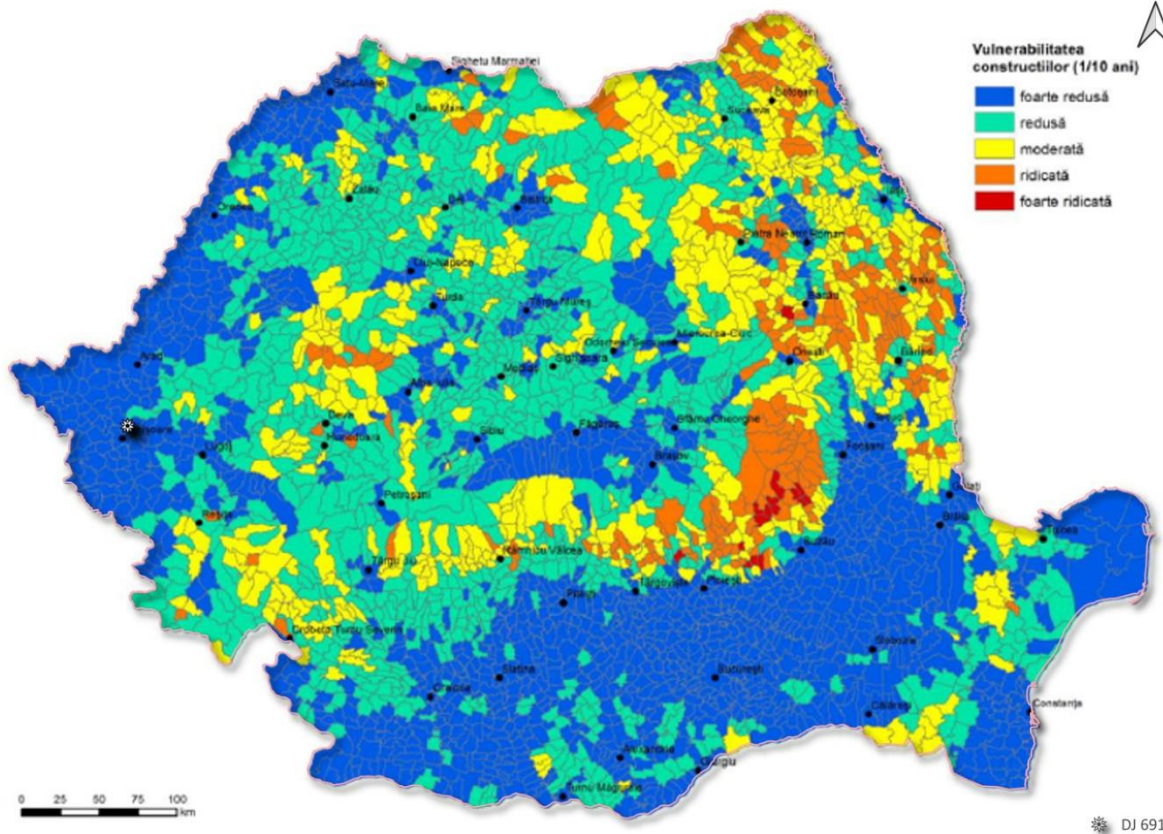 Vulnerabilitatea
constructiilor (1/10 ani)
foarte redusă
redusă
moderată
ridicată
foarte ridicată
Sighetu Marmației
Satu Mare
Baia Mare
Botoșani
Suceava
Zalău
Oradea
Dej
Bistrița
Iași
Piatra Neamț
Roman
Cluj-Napoca
Turda
Târgu-Mureș
Vaslui
Bacău
Miercurea-Ciuc
Odorheiu Secuiesc
Sighișoara
Onești
Bârlad
Arad
Mediaș
Alba Iulia
Timișoara
Deva
Hunedoara
Sibiu
Făgăraș
Sfântu Gheorghe
Tecuci
Lugoj
Brașov
Focșani
Petroșani
Galați
Reșița
Brăila
Tulcea
Râmnicu Vâlcea
Buzău
Târgu Jiu
Târgoviște
Ploiești
Pitești
Drobeta Turnu Severin
Slobozia
Slatina
București
Craiova
Călărași
Constanța
Alexandria
Giurgiu
Turnu Măgurele
0 25 50 75 100
km
DJ 691